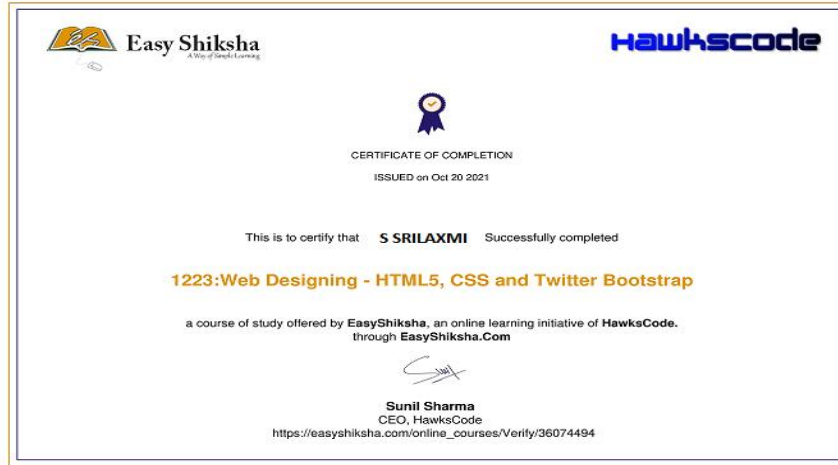 Easy Shiksha
A Way of Simple Learning
Hawkscode
CERTIFICATE OF COMPLETION
ISSUED on Oct 20 2021
This is to certify that S SRILAXMI Successfully completed
1223:Web Designing - HTML5, CSS and Twitter Bootstrap
a course of study offered by EasyShiksha, an online learning initiative of HawksCode.
through EasyShiksha.Com
Sunil Sharma
CEO, HawksCode
https://easyshiksha.com/online_courses/Verify/36074494